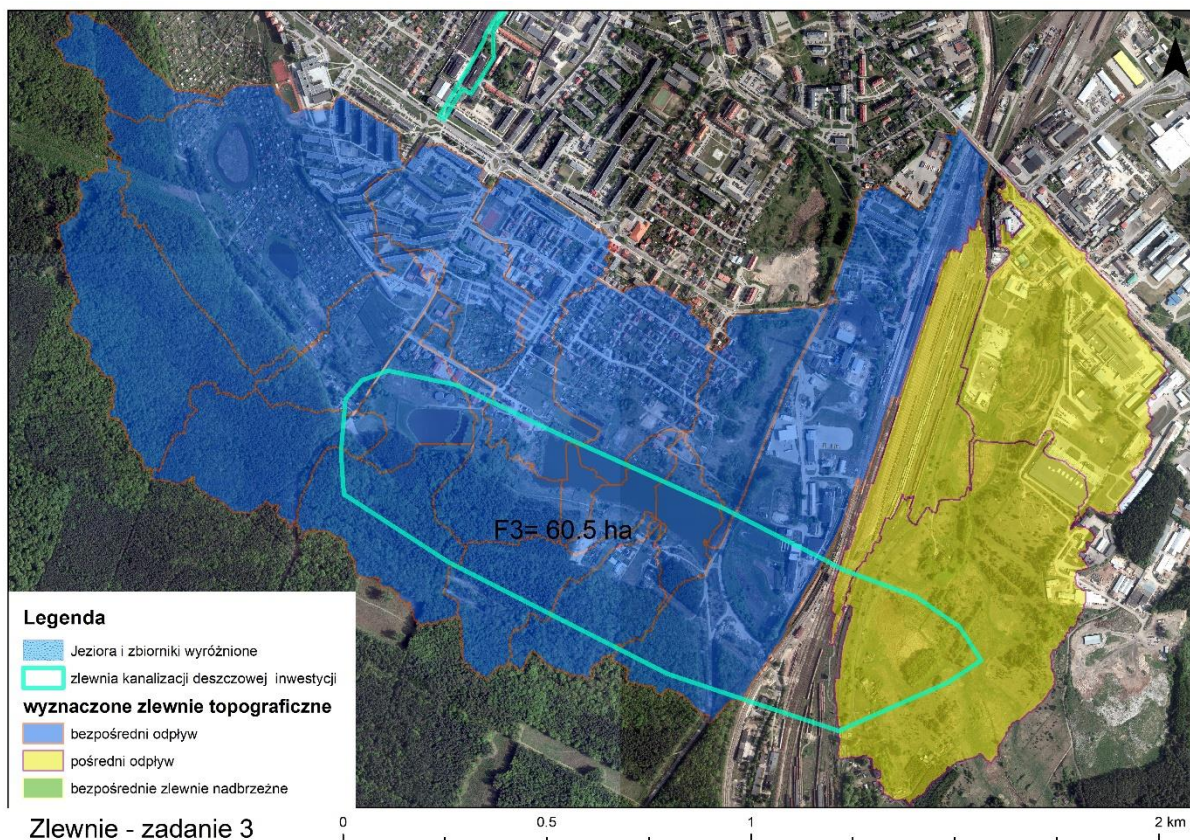 F3= 60.5 ha
Legenda
Jeziora i zbiorniki wyróżnione
zlewnia kanalizacji deszczowej inwestycji
wyznaczone zlewnie topograficzne
bezpośredni odpływ
pośredni odpływ
bezpośrednie zlewnie nadbrzeżne
Zlewnie - zadanie 3
0 0.5 1 2 km